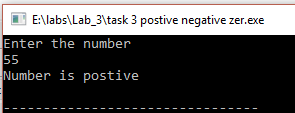 E:\labs\Lab_3\task 3 postive negative zer.exe
Enter the number
55
Number is postive
--------------------------------